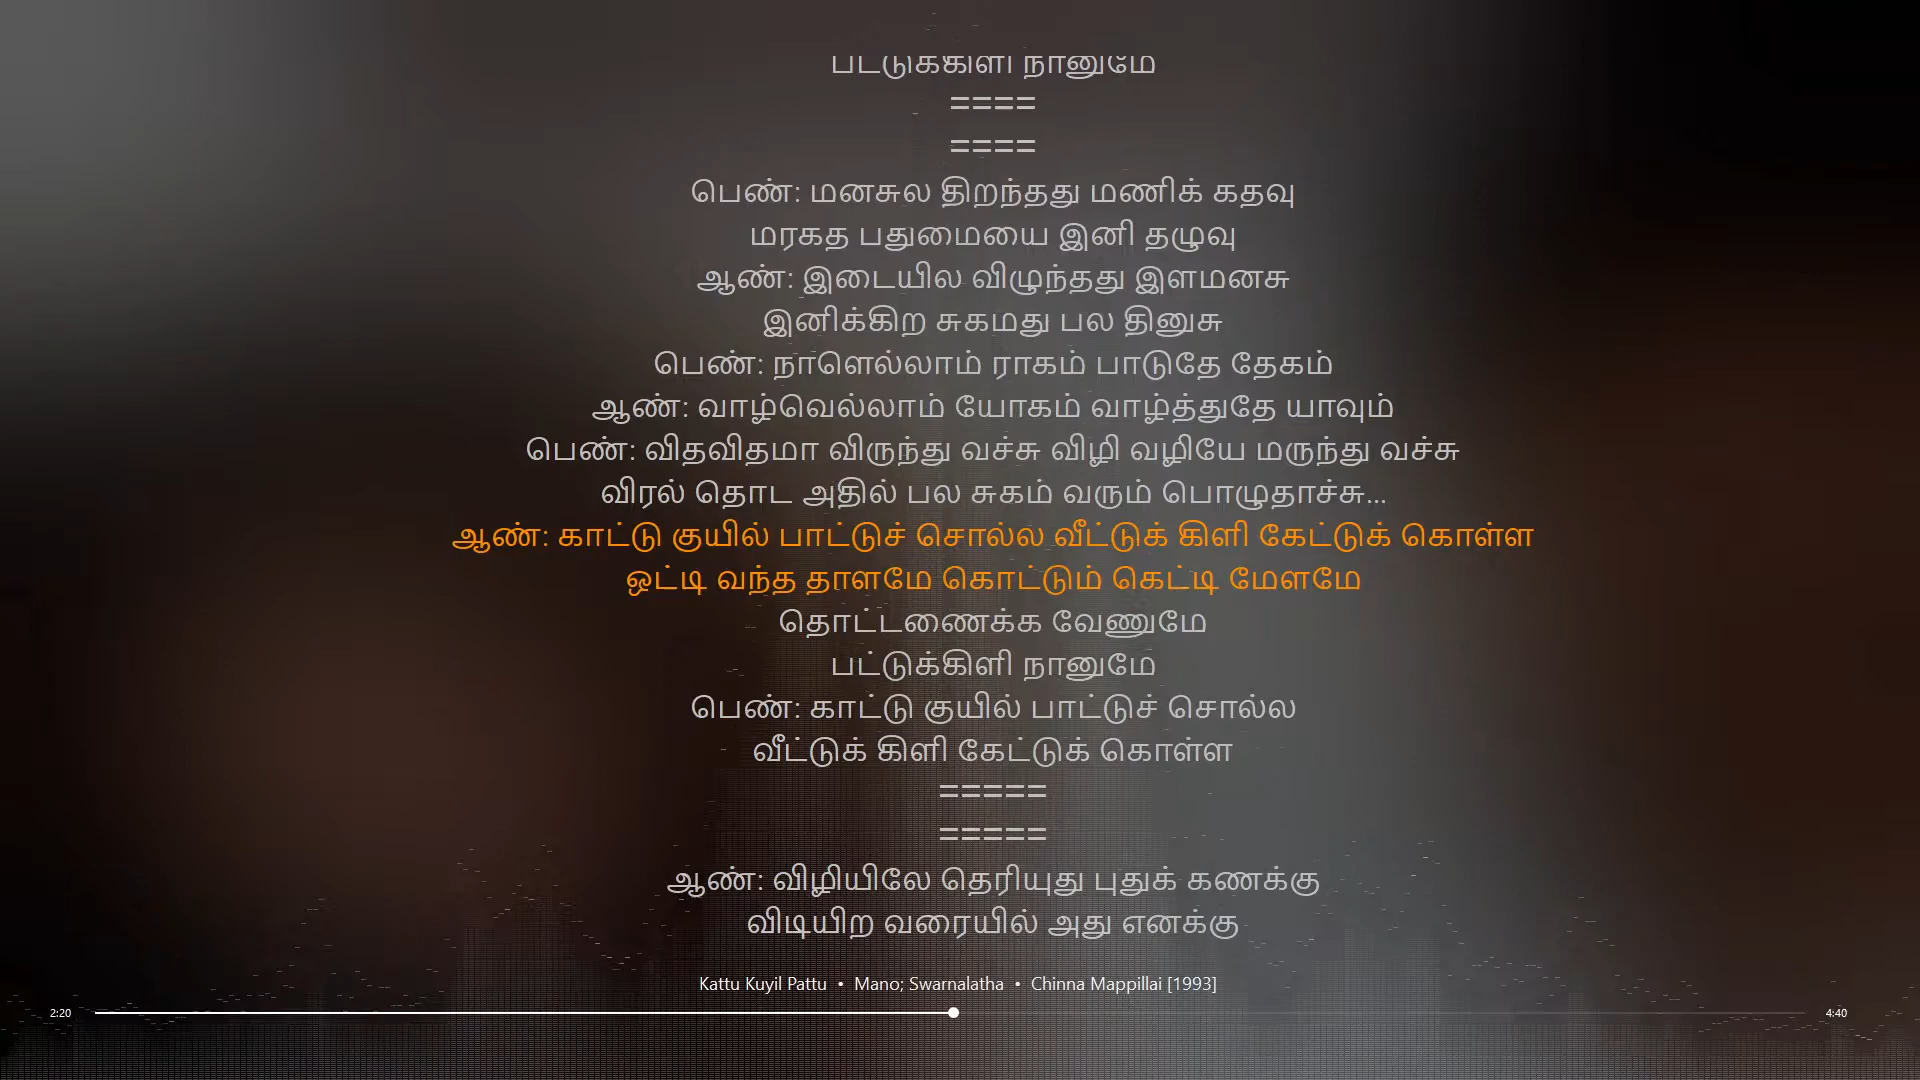 பட்டுக்கிளி நானுமே
====
====
பெண்: மனசுல திறந்தது மணிக் கதவு
மரகத பதுமையை இனி தழுவு
ஆண்: இடையில விழுந்தது இளமனசு
இனிக்கிற சுகமது பல தினுசு
பெண்: நாளெல்லாம் ராகம் பாடுதே தேகம்
ஆண்: வாழ்வெல்லாம் யோகம் வாழ்த்துதே யாவும்
பெண்: விதவிதமா விருந்து வச்சு விழி வழியே மருந்து வச்சு
விரல் தொட அதில் பல சுகம் வரும் பொழுதாச்சு...
ஆண்: காட்டு குயில் பாட்டுச் சொல்ல வீட்டுக் கிளி கேட்டுக் கொள்ள
ஒட்டி வந்த தாளமே கொட்டும் கெட்டி மேளமே
தொட்டணைக்க வேணுமே
பட்டுக்கிளி நானுமே
பெண்: காட்டு குயில் பாட்டுச் சொல்ல
வீட்டுக் கிளி கேட்டுக் கொள்ள
=====
=====
ஆண்: விழியிலே தெரியுது புதுக் கணக்கு
விடியிற வரையில் அது எனக்கு
Kattu Kuyil Pattu • Mano; Swarnalatha • Chinna Mappillai [1993]
2:20 4:40